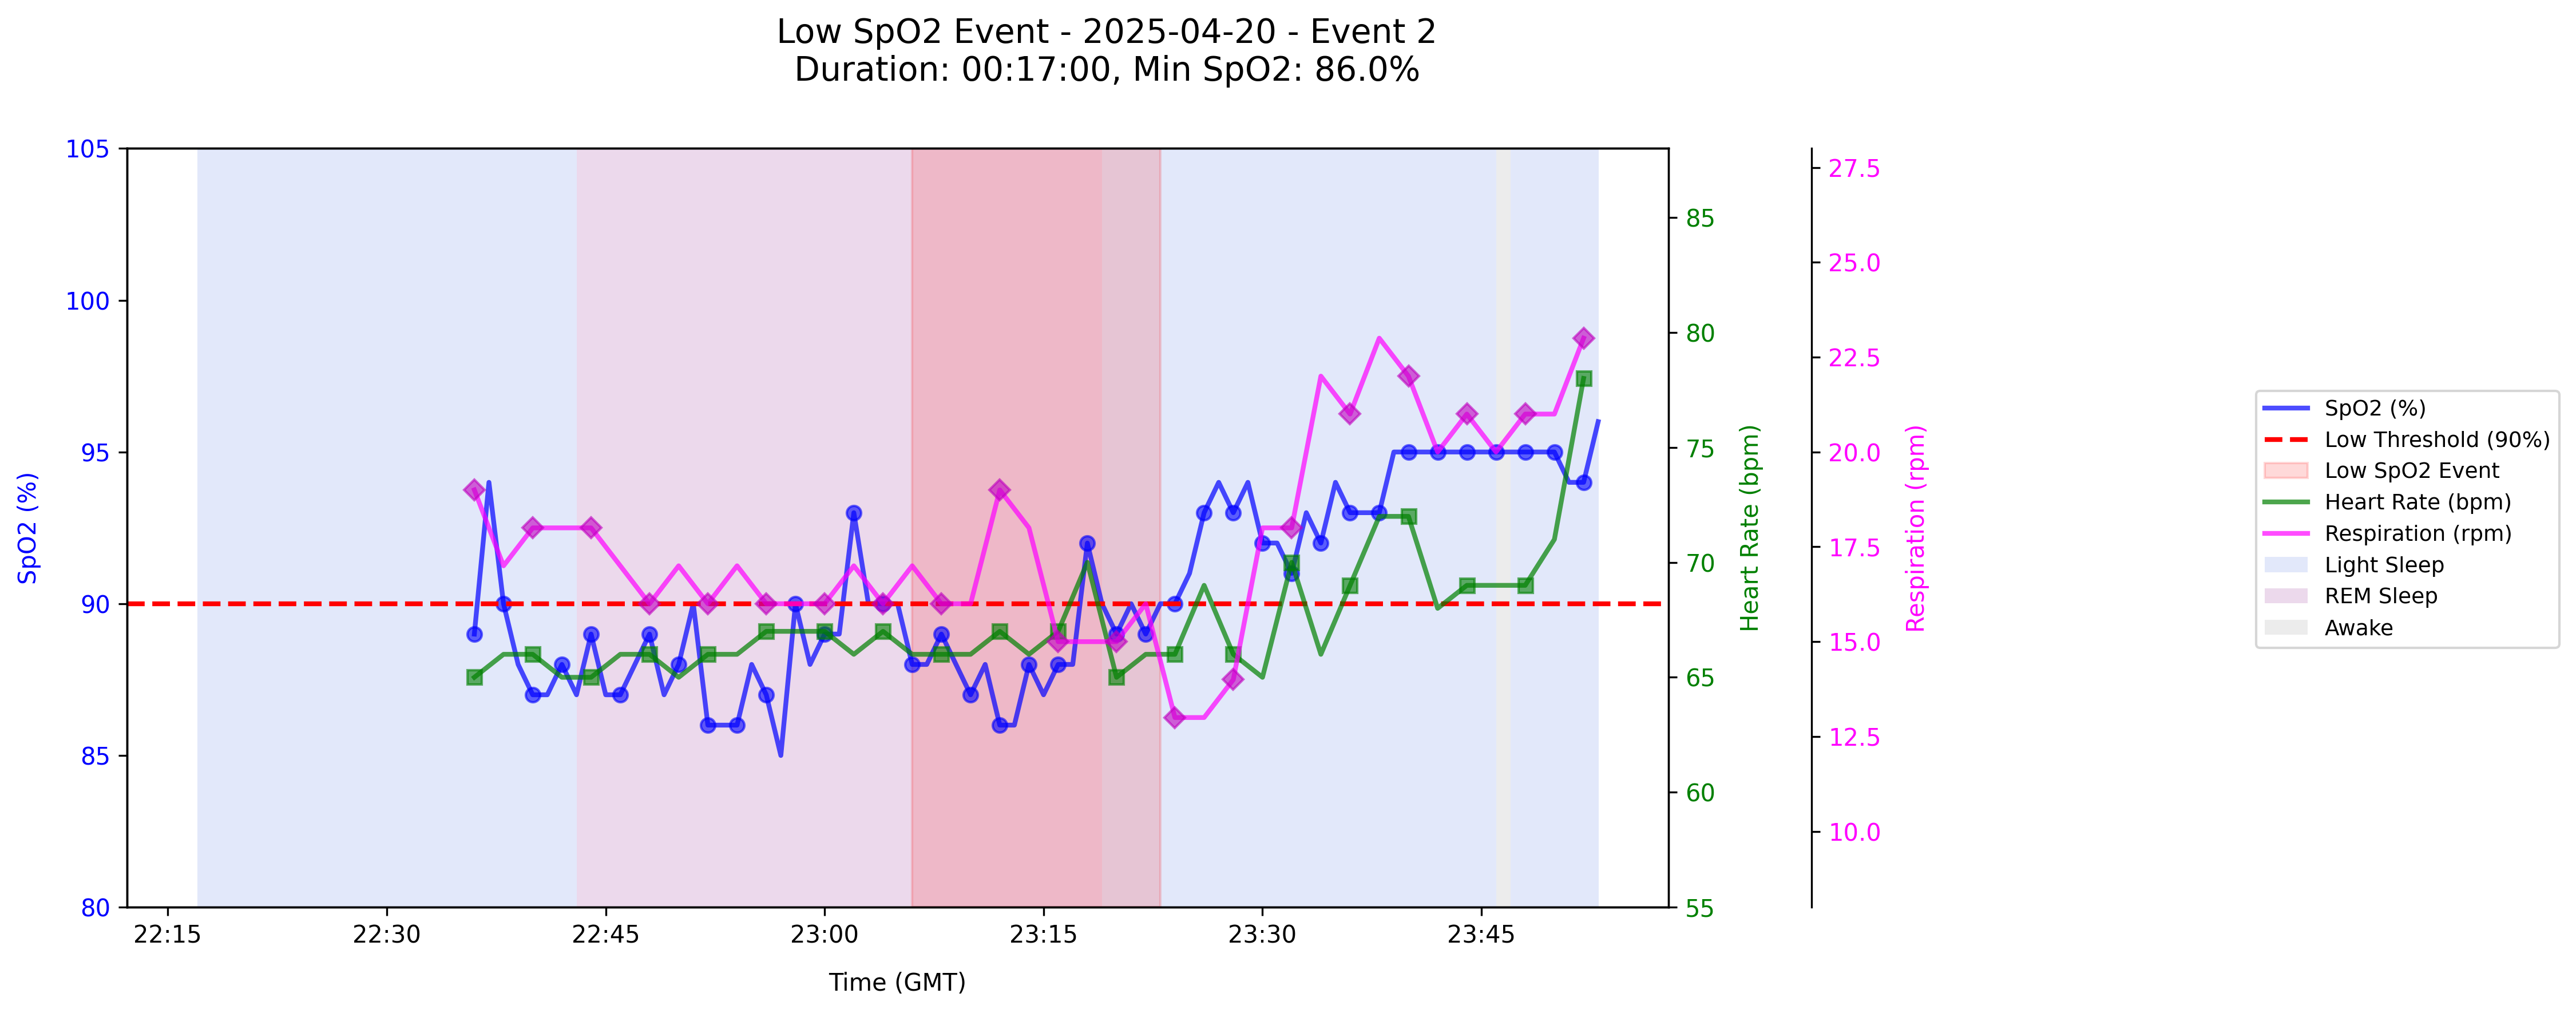 Low SpO2 Event - 2025-04-20 - Event 2
Duration: 00:17:00, Min SpO2: 86.0%
105
100
95
90
85
80
SpO2 (%)
22:15
22:30
22:45
23:00
23:15
23:30
23:45
Time (GMT)
85
80
75
70
65
60
55
Heart Rate (bpm)
27.5
25.0
22.5
20.0
17.5
15.0
12.5
10.0
Respiration (rpm)
SpO2 (%)
Low Threshold (90%)
Low SpO2 Event
Heart Rate (bpm)
Respiration (rpm)
Light Sleep
REM Sleep
Awake